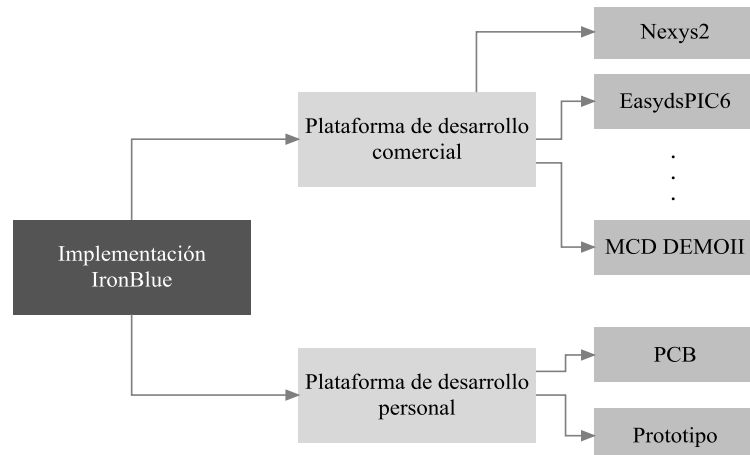 Nexys2
EasydsPIC6
Plataforma de desarrollo
comercial
.
.
.
MCD DEMOII
Implementación
IronBlue
PCB
Plataforma de desarrollo
personal
Prototipo